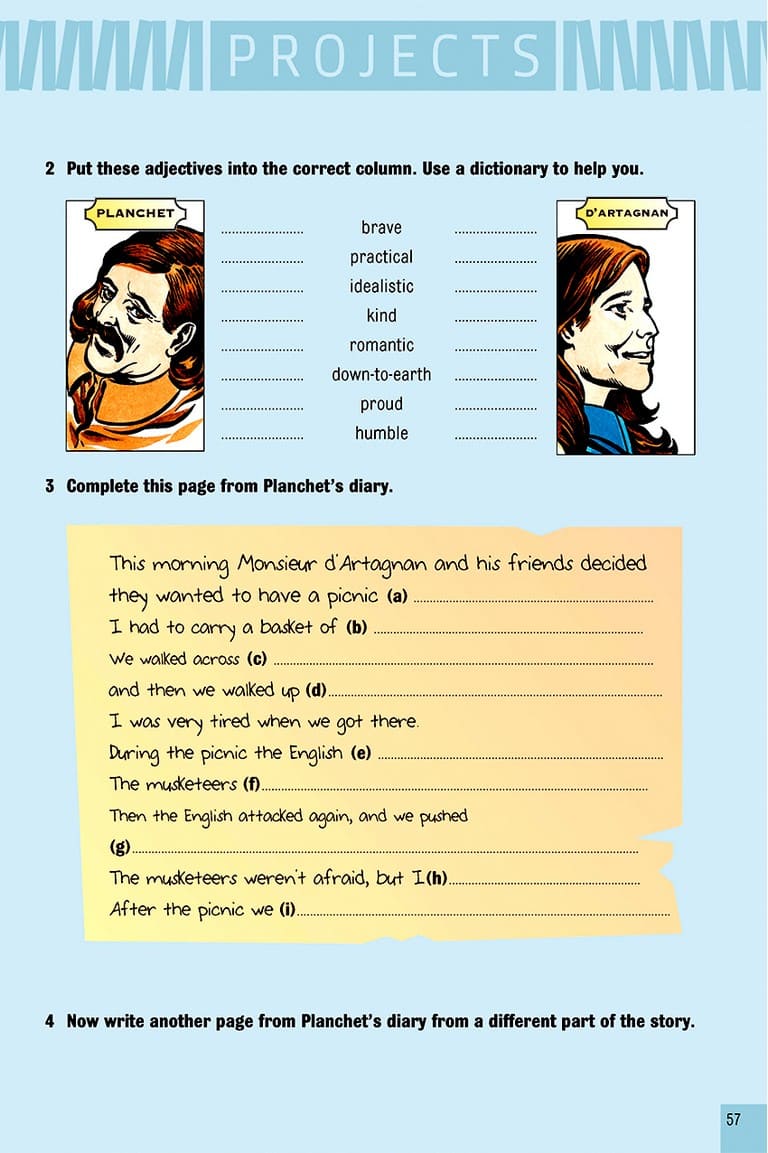 PROJECTS
2 Put these adjectives into the correct column. Use a dictionary to help you.
PLANCHET
D'ARTAGNAN
...................... brave ......................
...................... practical ......................
...................... idealistic ......................
...................... kind ......................
...................... romantic ......................
...................... down-to-earth ......................
...................... proud ......................
...................... humble ......................
3 Complete this page from Planchet's diary.
This morning Monsieur d'Artagnan and his friends decided
they wanted to have a picnic (a) ......................
I had to carry a basket of (b) ......................
We walked across (c) ......................
and then we walked up (d)......................
I was very tired when we got there.
During the picnic the English (e) ......................
The musketeers (f)......................
Then the English attacked again, and we pushed
(g)......................
The musketeers weren't afraid, but I(h)......................
After the picnic we (i)......................
4 Now write another page from Planchet's diary from a different part of the story.
57